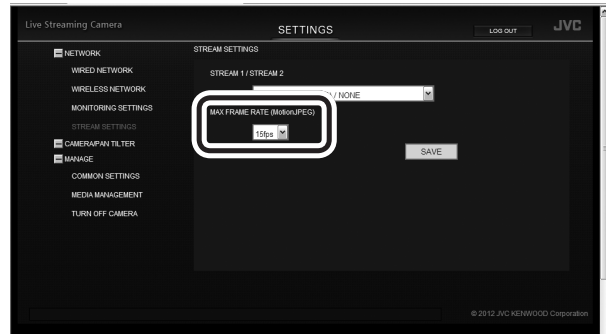 Live Streaming Camera
SETTINGS
LOG OUT
JVC
NETWORK
WIRED NETWORK
WIRELESS NETWORK
MONITORING SETTINGS
STREAM SETTINGS
CAMERA/PAN TILTER
MANAGE
COMMON SETTINGS
MEDIA MANAGEMENT
TURN OFF CAMERA
STREAM SETTINGS
STREAM 1 / STREAM 2
/ NONE
MAX FRAME RATE (MotionJPEG)
15fps
SAVE
© 2012 JVC KENWOOD Corporation